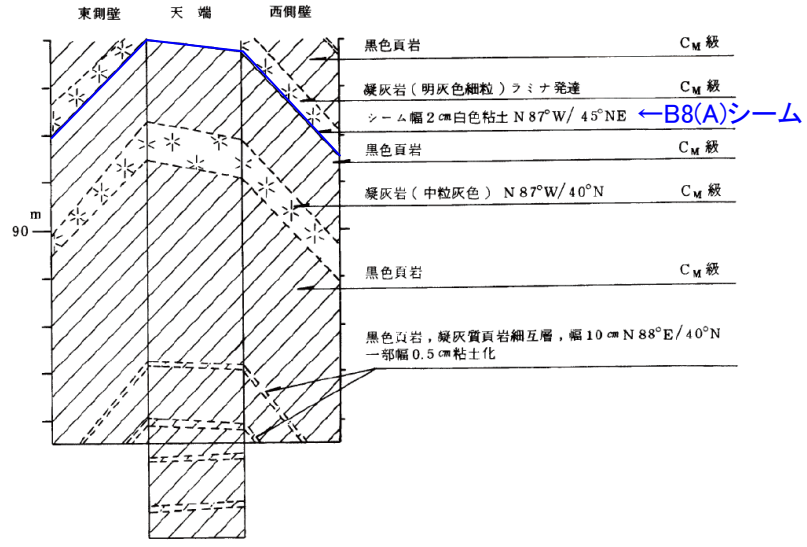 東側壁 天端 西側壁
黒色頁岩 CM級
凝灰岩(明灰色細粒)ラミナ発達 CM級
シーム幅2cm白色粘土 N87°W/45°NE ←B8(A)シーム
黒色頁岩 CM級
凝灰岩(中粒灰色) N87°W/40°N CM級
m
90
黒色頁岩 CM級
黒色頁岩,凝灰質頁岩細互層,幅10cm N88°E/40°N
一部幅0.5cm粘土化